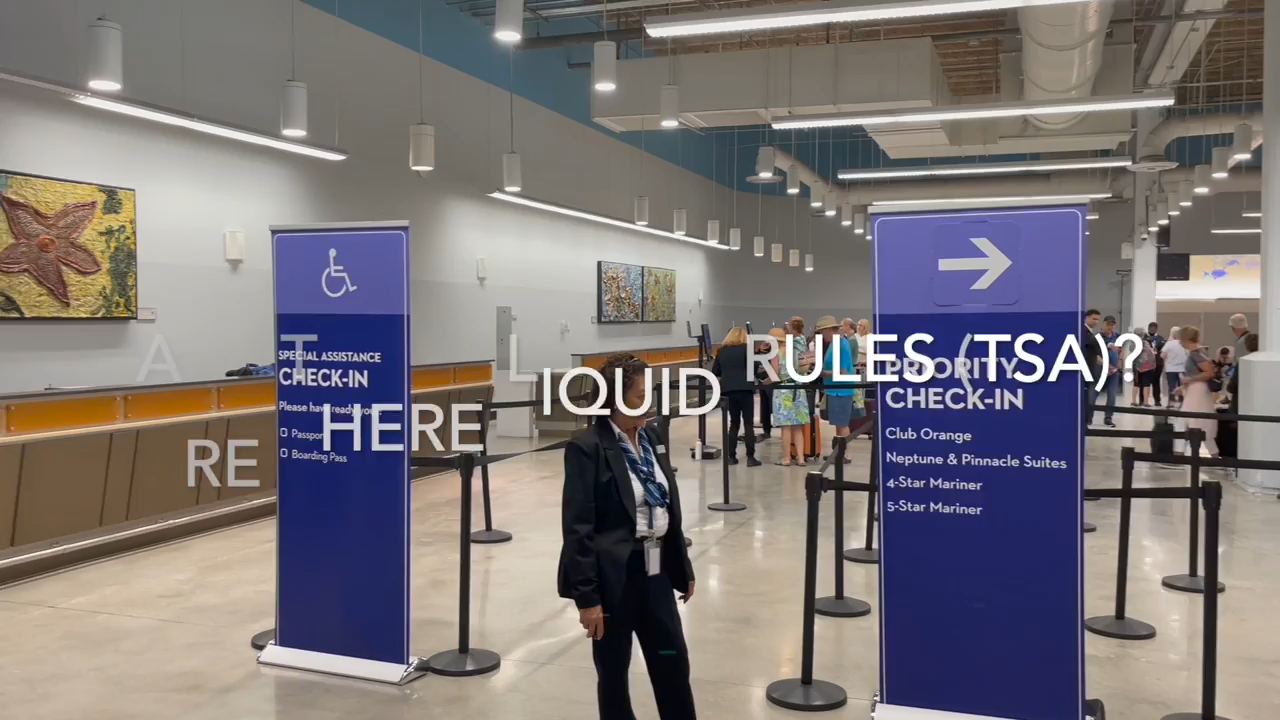 SPECIAL ASSISTANCE
CHECK-IN
Please have ready your
Passport
Boarding Pass
A T L
RE HERE LIQUID RULES (TSA)?
PRIORITY
CHECK-IN
Club Orange
Neptune & Pinnacle Suites
4-Star Mariner
5-Star Mariner